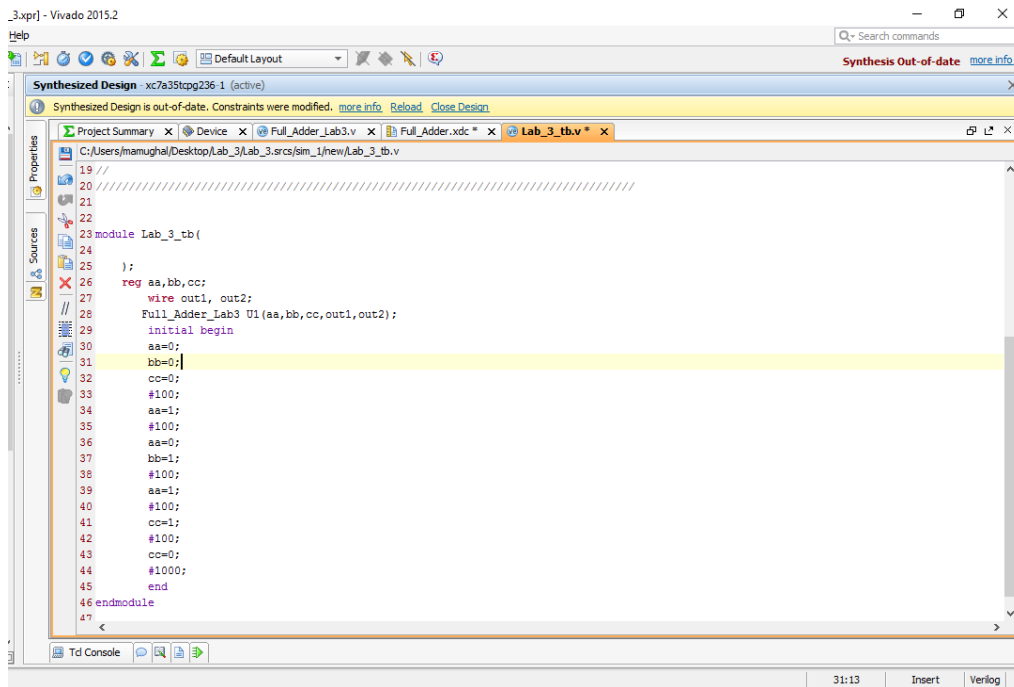 _3.xpr] - Vivado 2015.2
Help
Search commands
Default Layout
Synthesis Out-of-date more info
Synthesized Design - xc7a35tcpg236-1 (active)
Synthesized Design is out-of-date. Constraints were modified. more info Reload Close Design
Project Summary Device Full_Adder_Lab3.v Full_Adder.xdc * Lab_3_tb.v *
Properties
Sources
C:/Users/mamughal/Desktop/Lab_3/Lab_3.srcs/sim_1/new/Lab_3_tb.v
19 //
20 //////////////////////////////////////////////////////////////////////////////////
21
22
23 module Lab_3_tb(
24
25 );
26 reg aa,bb,cc;
27 wire out1, out2;
28 Full_Adder_Lab3 U1(aa,bb,cc,out1,out2);
29 initial begin
30 aa=0;
31 bb=0;
32 cc=0;
33 #100;
34 aa=1;
35 #100;
36 aa=0;
37 bb=1;
38 #100;
39 aa=1;
40 #100;
41 cc=1;
42 #100;
43 cc=0;
44 #1000;
45 end
46 endmodule
47
Tcl Console
31:13 Insert Verilog